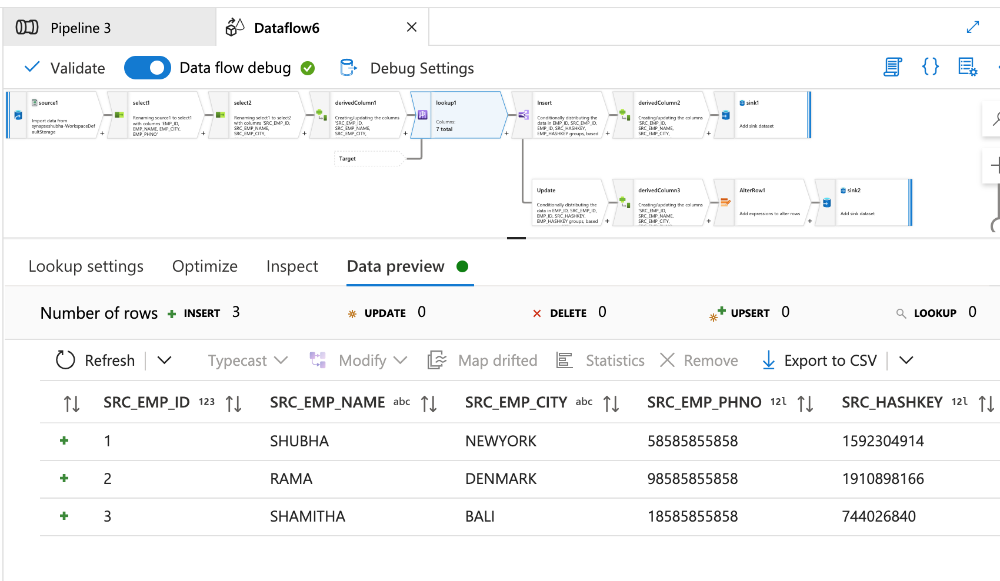 Pipeline 3
Dataflow6
Validate
Data flow debug
Debug Settings
source1
Import data from
synapseshubha-WorkspaceDef
aultStorage
+
select1
Renaming source1 to select1
with columns 'EMP_ID,
EMP_NAME, EMP_CITY,
EMP_PHNO'
+
select2
Renaming select1 to select2
with columns 'SRC_EMP_ID,
SRC_EMP_NAME,
SRC_EMP_CITY,
+
derivedColumn1
Creating/updating the columns
'SRC_EMP_ID,
SRC_EMP_NAME,
SRC_EMP_CITY,
+
lookup1
Columns:
7 total
+
Insert
Conditionally distributing the
data in EMP_ID, SRC_EMP_ID,
EMP_ID, SRC_HASHKEY,
EMP_HASHKEY groups, based
+
derivedColumn2
Creating/updating the columns
'SRC_EMP_ID,
SRC_EMP_NAME,
SRC_EMP_CITY,
+
sink1
Add sink dataset
Target
Update
Conditionally distributing the
data in EMP_ID, SRC_EMP_ID,
EMP_ID, SRC_HASHKEY,
EMP_HASHKEY groups, based
+
derivedColumn3
Creating/updating the columns
'SRC_EMP_ID,
SRC_EMP_NAME,
SRC_EMP_CITY,
+
AlterRow1
Add expressions to alter rows
+
sink2
Add sink dataset
Lookup settings
Optimize
Inspect
Data preview
Number of rows + INSERT 3 UPDATE 0 DELETE 0 UPSERT 0 LOOKUP 0
Refresh Typecast Modify Map drifted Statistics Remove Export to CSV
SRC_EMP_ID 123 SRC_EMP_NAME abc SRC_EMP_CITY abc SRC_EMP_PHNO 12l SRC_HASHKEY 12l
+ 1 SHUBHA NEWYORK 58585855858 1592304914
+ 2 RAMA DENMARK 98585855858 1910898166
+ 3 SHAMITHA BALI 18585855858 744026840